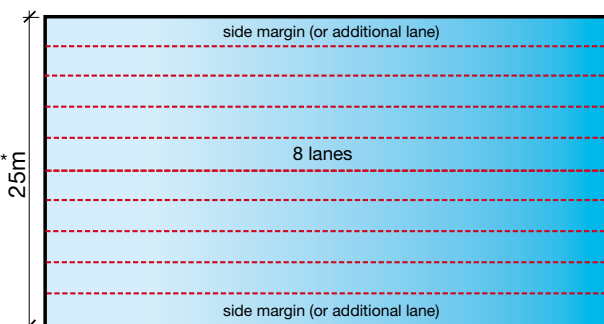 side margin (or additional lane)
8 lanes
25m*
side margin (or additional lane)